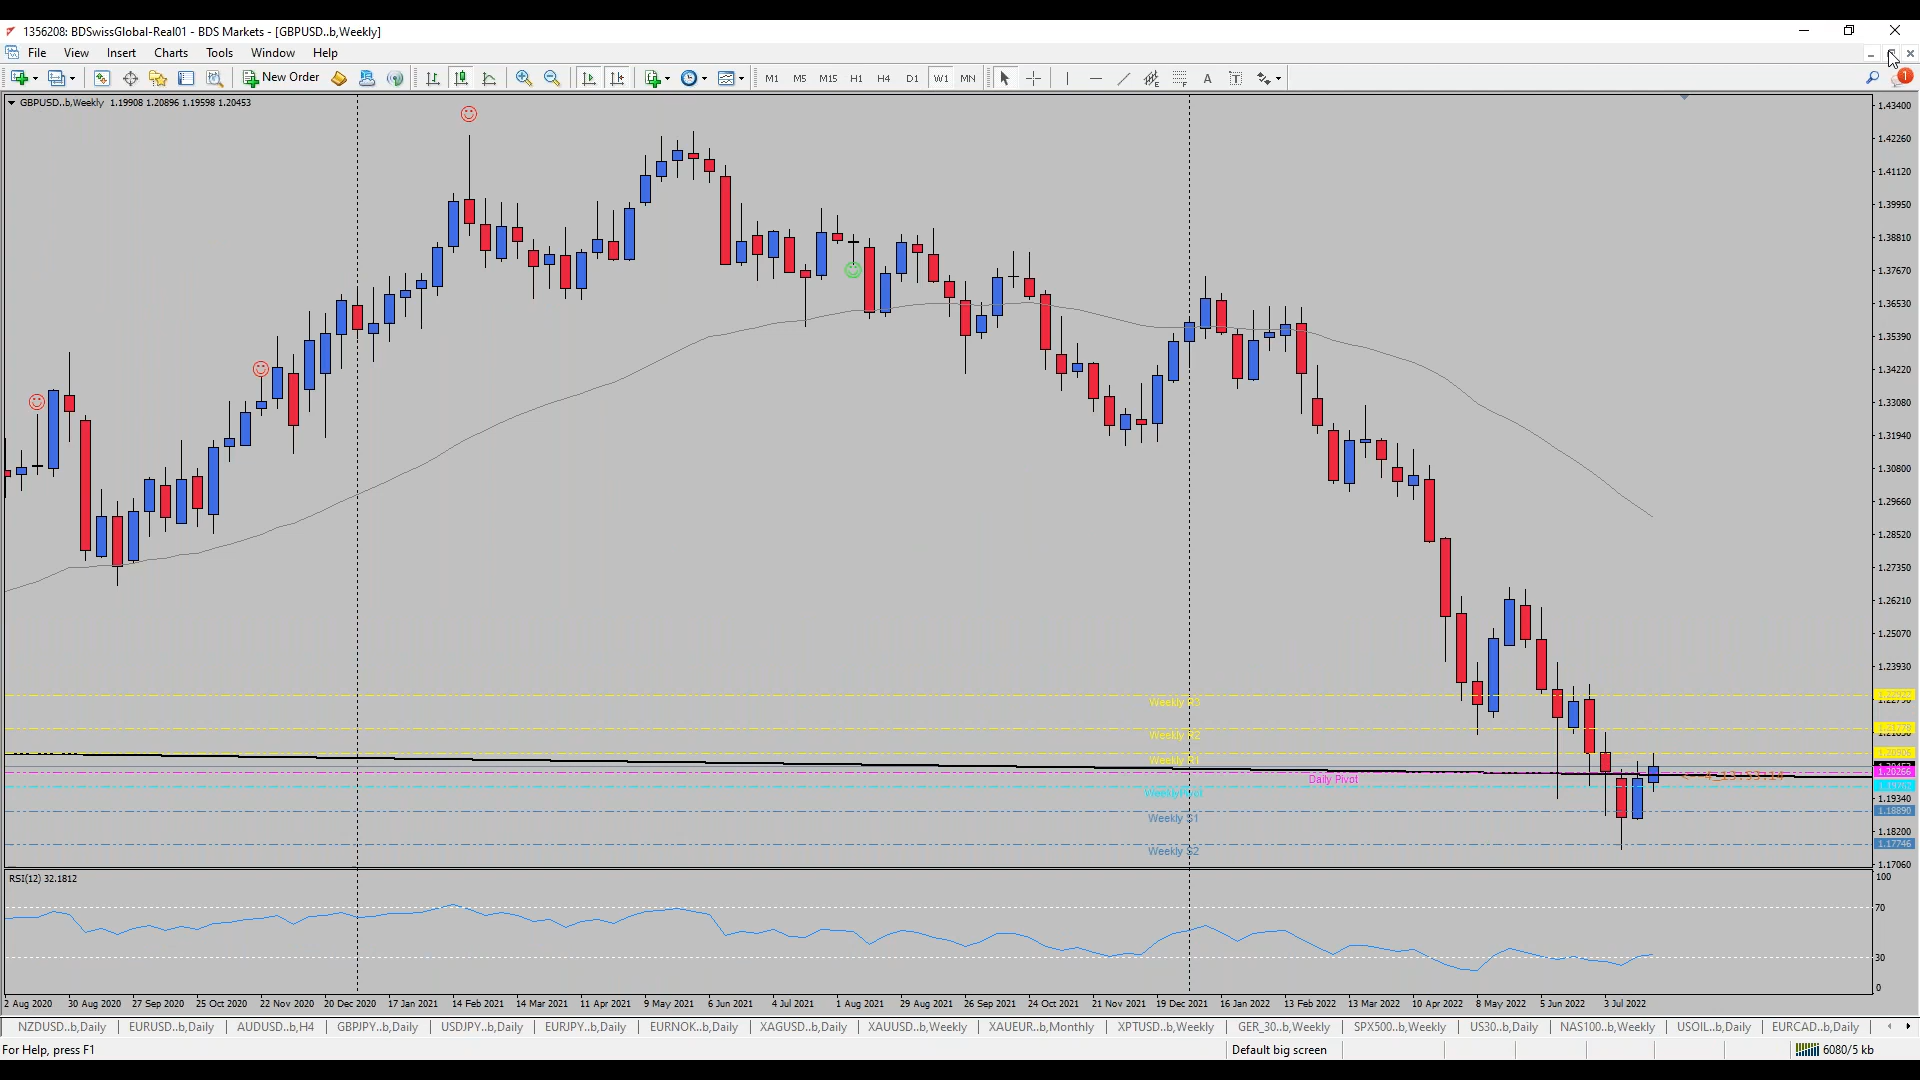 1356208: BDSwissGlobal-Real01 - BDS Markets - [GBPUSD..b,Weekly]
File View Insert Charts Tools Window Help
New Order M1 M5 M15 H1 H4 D1 W1 MN A T 1
GBPUSD..b,Weekly 1.19908 1.20896 1.19598 1.20453
1.43400
1.42260
1.41120
1.39950
1.38810
1.37670
1.36530
1.35390
1.34220
1.33080
1.31940
1.30800
1.29660
1.28520
1.27350
1.26210
1.25070
1.23930
Weekly R3
Weekly R2
Weekly R1
Daily Pivot 1.20266
WeeklyPivot
1.19340
Weekly S1 1.18890
1.18200
Weekly S2 1.17746
1.17060
RSI(12) 32.1812
100
70
30
0
2 Aug 2020 30 Aug 2020 27 Sep 2020 25 Oct 2020 22 Nov 2020 20 Dec 2020 17 Jan 2021 14 Feb 2021 14 Mar 2021 11 Apr 2021 9 May 2021 6 Jun 2021 4 Jul 2021 1 Aug 2021 29 Aug 2021 26 Sep 2021 24 Oct 2021 21 Nov 2021 19 Dec 2021 16 Jan 2022 13 Feb 2022 13 Mar 2022 10 Apr 2022 8 May 2022 5 Jun 2022 3 Jul 2022
NZDUSD..b,Daily EURUSD..b,Daily AUDUSD..b,H4 GBPJPY..b,Daily USDJPY..b,Daily EURJPY..b,Daily EURNOK..b,Daily XAGUSD..b,Daily XAUUSD..b,Weekly XAUEUR..b,Monthly XPTUSD..b,Weekly GER_30..b,Weekly SPX500..b,Weekly US30..b,Daily NAS100..b,Weekly USOIL..b,Daily EURCAD..b,Daily
For Help, press F1 Default big screen 6080/5 kb